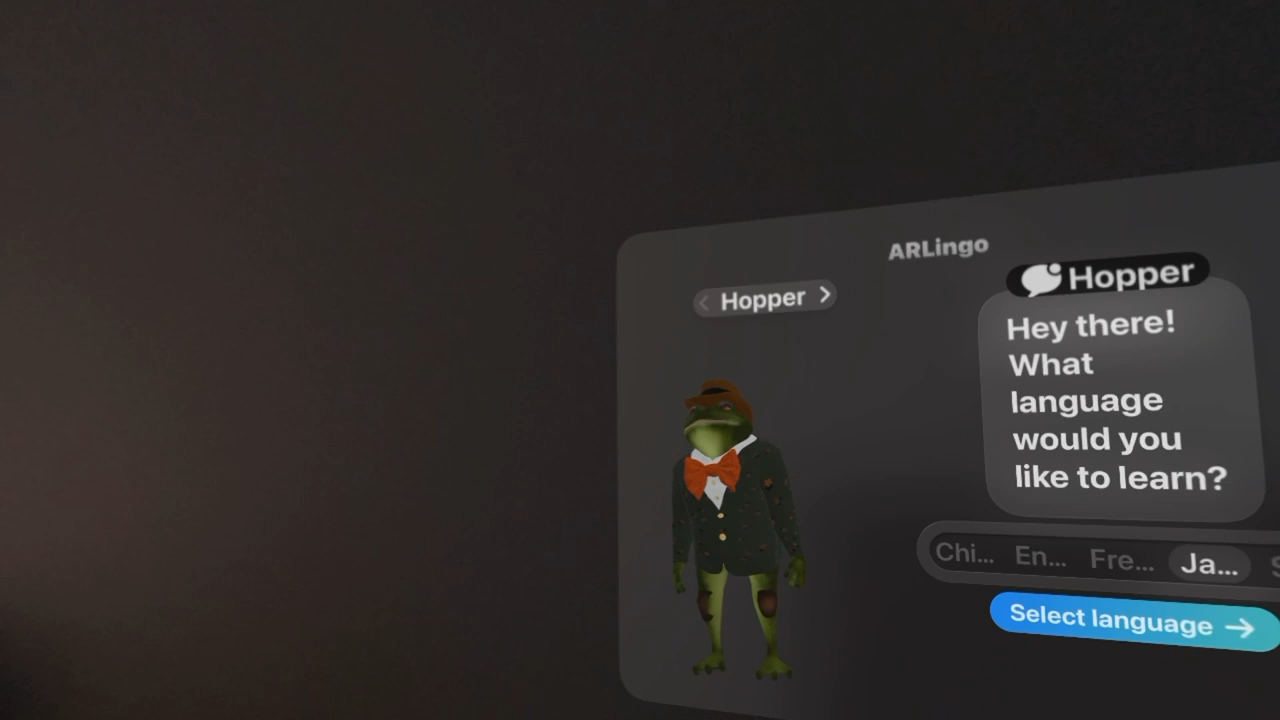 ARLingo
Hopper
Hopper
Hey there!
What
language
would you
like to learn?
Chi... En... Fre... Ja...
Select language